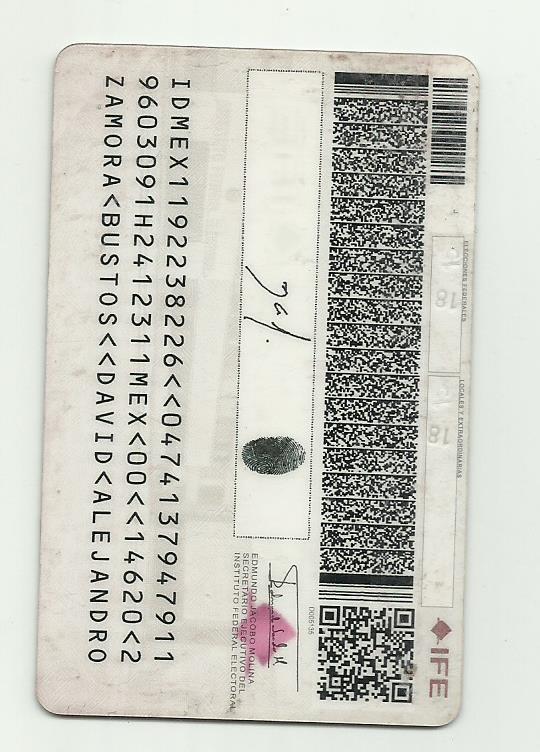 ELECCIONES FEDERALES LOCALES Y EXTRAORDINARIAS
18 18
IFE
D005135
EDMUNDO JACOBO MOLINA
SECRETARIO EJECUTIVO DEL
INSTITUTO FEDERAL ELECTORAL
IDMEX1192238226<<0474137947911
9603091H2412311MEX<00<<14620<2
ZAMORA<BUSTOS<<DAVID<ALEJANDRO